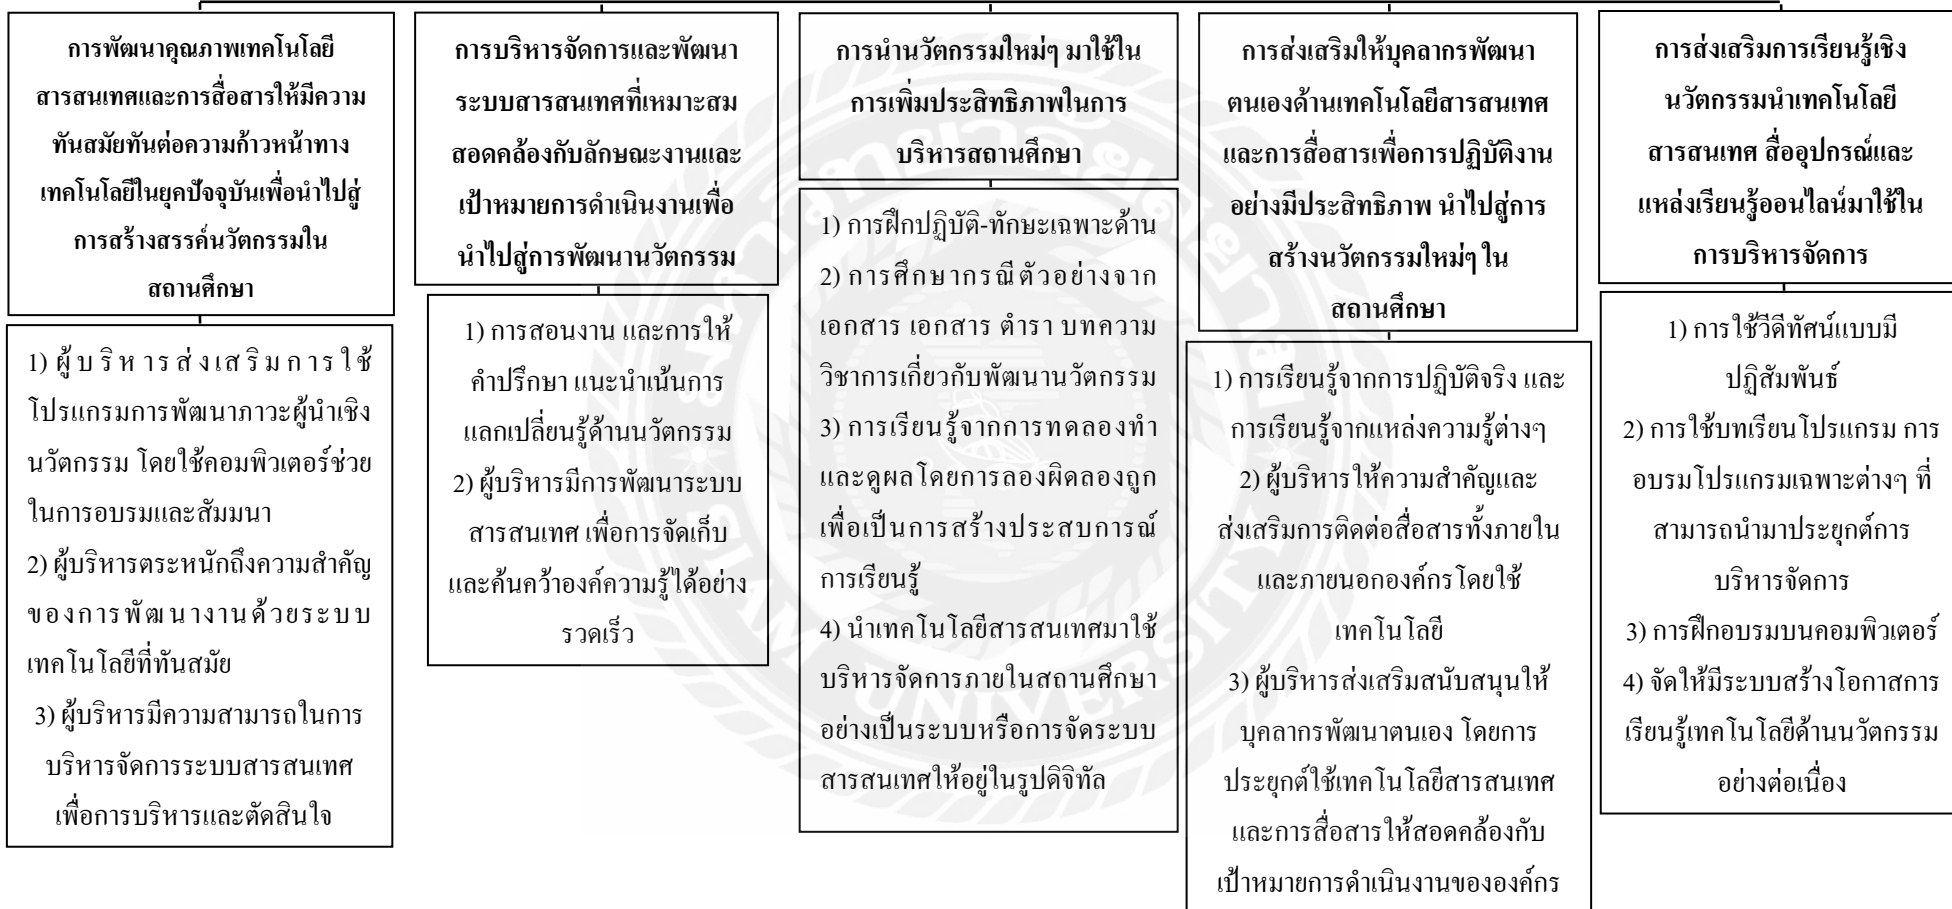 การพัฒนาคุณภาพเทคโนโลยี
สารสนเทศและการสื่อสารให้มีความ
ทันสมัยทันต่อความก้าวหน้าทาง
เทคโนโลยีในยุคปัจจุบันเพื่อนำไปสู่
การสร้างสรรค์นวัตกรรมใน
สถานศึกษา
1) ผู้บริหารส่งเสริมการใช้
โปรแกรมการพัฒนาภาวะผู้นำเชิง
นวัตกรรม โดยใช้คอมพิวเตอร์ช่วย
ในการอบรมและสัมมนา
2) ผู้บริหารตระหนักถึงความสำคัญ
ของการพัฒนางานด้วยระบบ
เทคโนโลยีที่ทันสมัย
3) ผู้บริหารมีความสามารถในการ
บริหารจัดการระบบสารสนเทศ
เพื่อการบริหารและตัดสินใจ
การบริหารจัดการและพัฒนา
ระบบสารสนเทศที่เหมาะสม
สอดคล้องกับลักษณะงานและ
เป้าหมายการดำเนินงานเพื่อ
นำไปสู่การพัฒนานวัตกรรม
1) การสอนงาน และการให้
คำปรึกษา แนะนำเน้นการ
แลกเปลี่ยนรู้ด้านนวัตกรรม
2) ผู้บริหารมีการพัฒนาระบบ
สารสนเทศ เพื่อการจัดเก็บ
และค้นคว้าองค์ความรู้ได้อย่าง
รวดเร็ว
การนำนวัตกรรมใหม่ๆ มาใช้ใน
การเพิ่มประสิทธิภาพในการ
บริหารสถานศึกษา
1) การฝึกปฏิบัติ-ทักษะเฉพาะด้าน
2) การศึกษากรณีตัวอย่างจาก
เอกสาร เอกสาร ตำรา บทความ
วิชาการเกี่ยวกับพัฒนานวัตกรรม
3) การเรียนรู้จากการทดลองทำ
และดูผลโดยการลองผิดลองถูก
เพื่อเป็นการสร้างประสบการณ์
การเรียนรู้
4) นำเทคโนโลยีสารสนเทศมาใช้
บริหารจัดการภายในสถานศึกษา
อย่างเป็นระบบหรือการจัดระบบ
สารสนเทศให้อยู่ในรูปดิจิทัล
การส่งเสริมให้บุคลากรพัฒนา
ตนเองด้านเทคโนโลยีสารสนเทศ
และการสื่อสารเพื่อการปฏิบัติงาน
อย่างมีประสิทธิภาพ นำไปสู่การ
สร้างนวัตกรรมใหม่ๆ ใน
สถานศึกษา
1) การเรียนรู้จากการปฏิบัติจริง และ
การเรียนรู้จากแหล่งความรู้ต่างๆ
2) ผู้บริหารให้ความสำคัญและ
ส่งเสริมการติดต่อสื่อสารทั้งภายใน
และภายนอกองค์กรโดยใช้
เทคโนโลยี
3) ผู้บริหารส่งเสริมสนับสนุนให้
บุคลากรพัฒนาตนเอง โดยการ
ประยุกต์ใช้เทคโนโลยีสารสนเทศ
และการสื่อสารให้สอดคล้องกับ
เป้าหมายการดำเนินงานขององค์กร
การส่งเสริมการเรียนรู้เชิง
นวัตกรรมนำเทคโนโลยี
สารสนเทศ สื่ออุปกรณ์และ
แหล่งเรียนรู้ออนไลน์มาใช้ใน
การบริหารจัดการ
1) การใช้วีดีทัศน์แบบมี
ปฏิสัมพันธ์
2) การใช้บทเรียนโปรแกรม การ
อบรมโปรแกรมเฉพาะต่างๆ ที่
สามารถนำมาประยุกต์การ
บริหารจัดการ
3) การฝึกอบรมบนคอมพิวเตอร์
4) จัดให้มีระบบสร้างโอกาสการ
เรียนรู้เทคโนโลยีด้านนวัตกรรม
อย่างต่อเนื่อง
SIAM UNIVERSITY